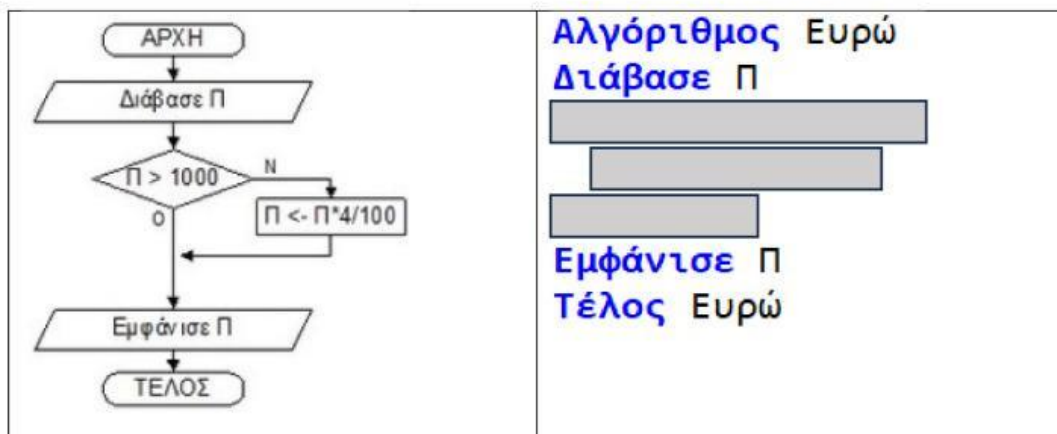 ΑΡΧΗ
Διάβασε Π
Π > 1000
Ν
Ο
Π <- Π*4/100
Εμφάνισε Π
ΤΕΛΟΣ
Αλγόριθμος Ευρώ
Διάβασε Π
Εμφάνισε Π
Τέλος Ευρώ